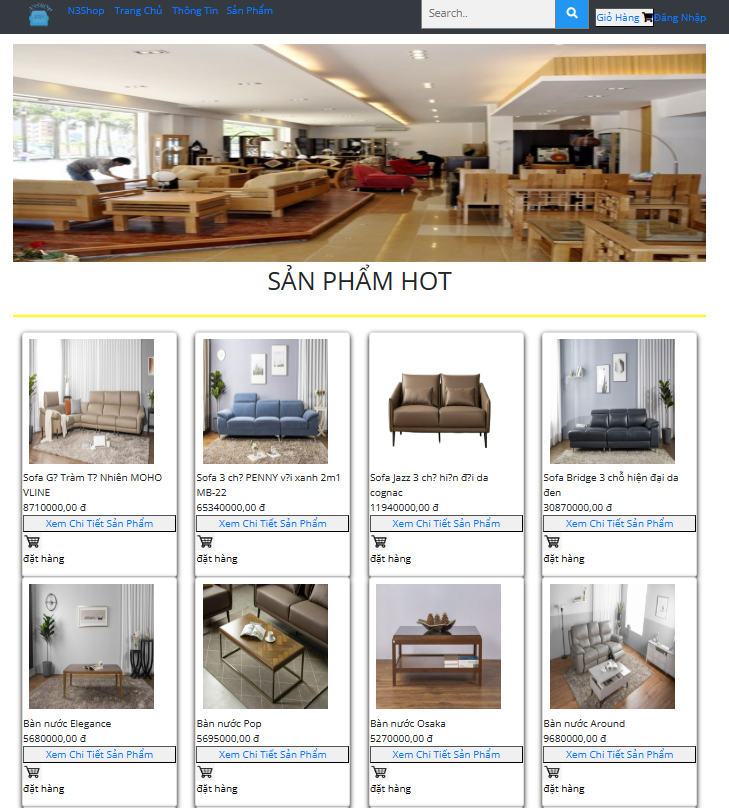 N3Shop Trang Chủ Thông Tin Sản Phẩm Search.. Giỏ Hàng Đăng Nhập
SẢN PHẨM HOT
Sofa G? Tràm T? Nhiên MOHO
VLINE
8710000,00 đ
Xem Chi Tiết Sản Phẩm
đặt hàng
Sofa 3 ch? PENNY v?i xanh 2m1
MB-22
65340000,00 đ
Xem Chi Tiết Sản Phẩm
đặt hàng
Sofa Jazz 3 ch? hi?n đ?i da
cognac
11940000,00 đ
Xem Chi Tiết Sản Phẩm
đặt hàng
Sofa Bridge 3 chỗ hiện đại da
đen
30870000,00 đ
Xem Chi Tiết Sản Phẩm
đặt hàng
Bàn nước Elegance
5680000,00 đ
Xem Chi Tiết Sản Phẩm
đặt hàng
Bàn nước Pop
5695000,00 đ
Xem Chi Tiết Sản Phẩm
đặt hàng
Bàn nước Osaka
5270000,00 đ
Xem Chi Tiết Sản Phẩm
đặt hàng
Bàn nước Around
9680000,00 đ
Xem Chi Tiết Sản Phẩm
đặt hàng